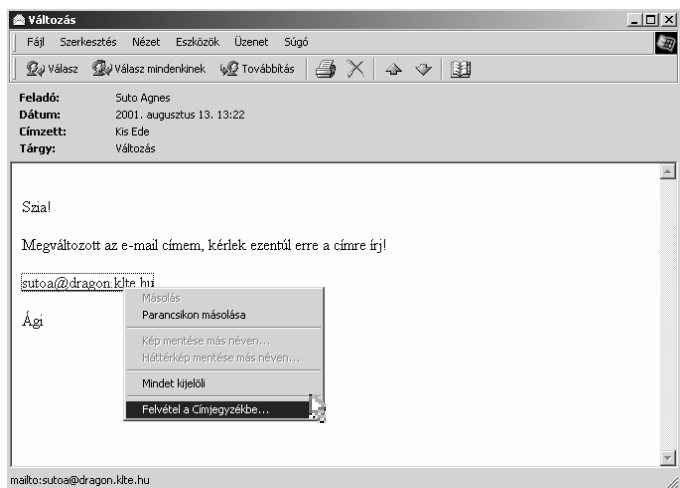 Változás
Fájl Szerkesztés Nézet Eszközök Üzenet Súgó
Válasz Válasz mindenkinek Továbbítás
Feladó: Suto Agnes
Dátum: 2001. augusztus 13. 13:22
Címzett: Kis Ede
Tárgy: Változás
Szia!
Megváltozott az e-mail címem, kérlek ezentúl erre a címre írj!
sutoa@dragon.klte.hu
Másolás
Parancsikon másolása
Ági
Kép mentése más néven...
Háttérkép mentése más néven...
Mindet kijelöli
Felvétel a Címjegyzékbe...
mailto:sutoa@dragon.klte.hu